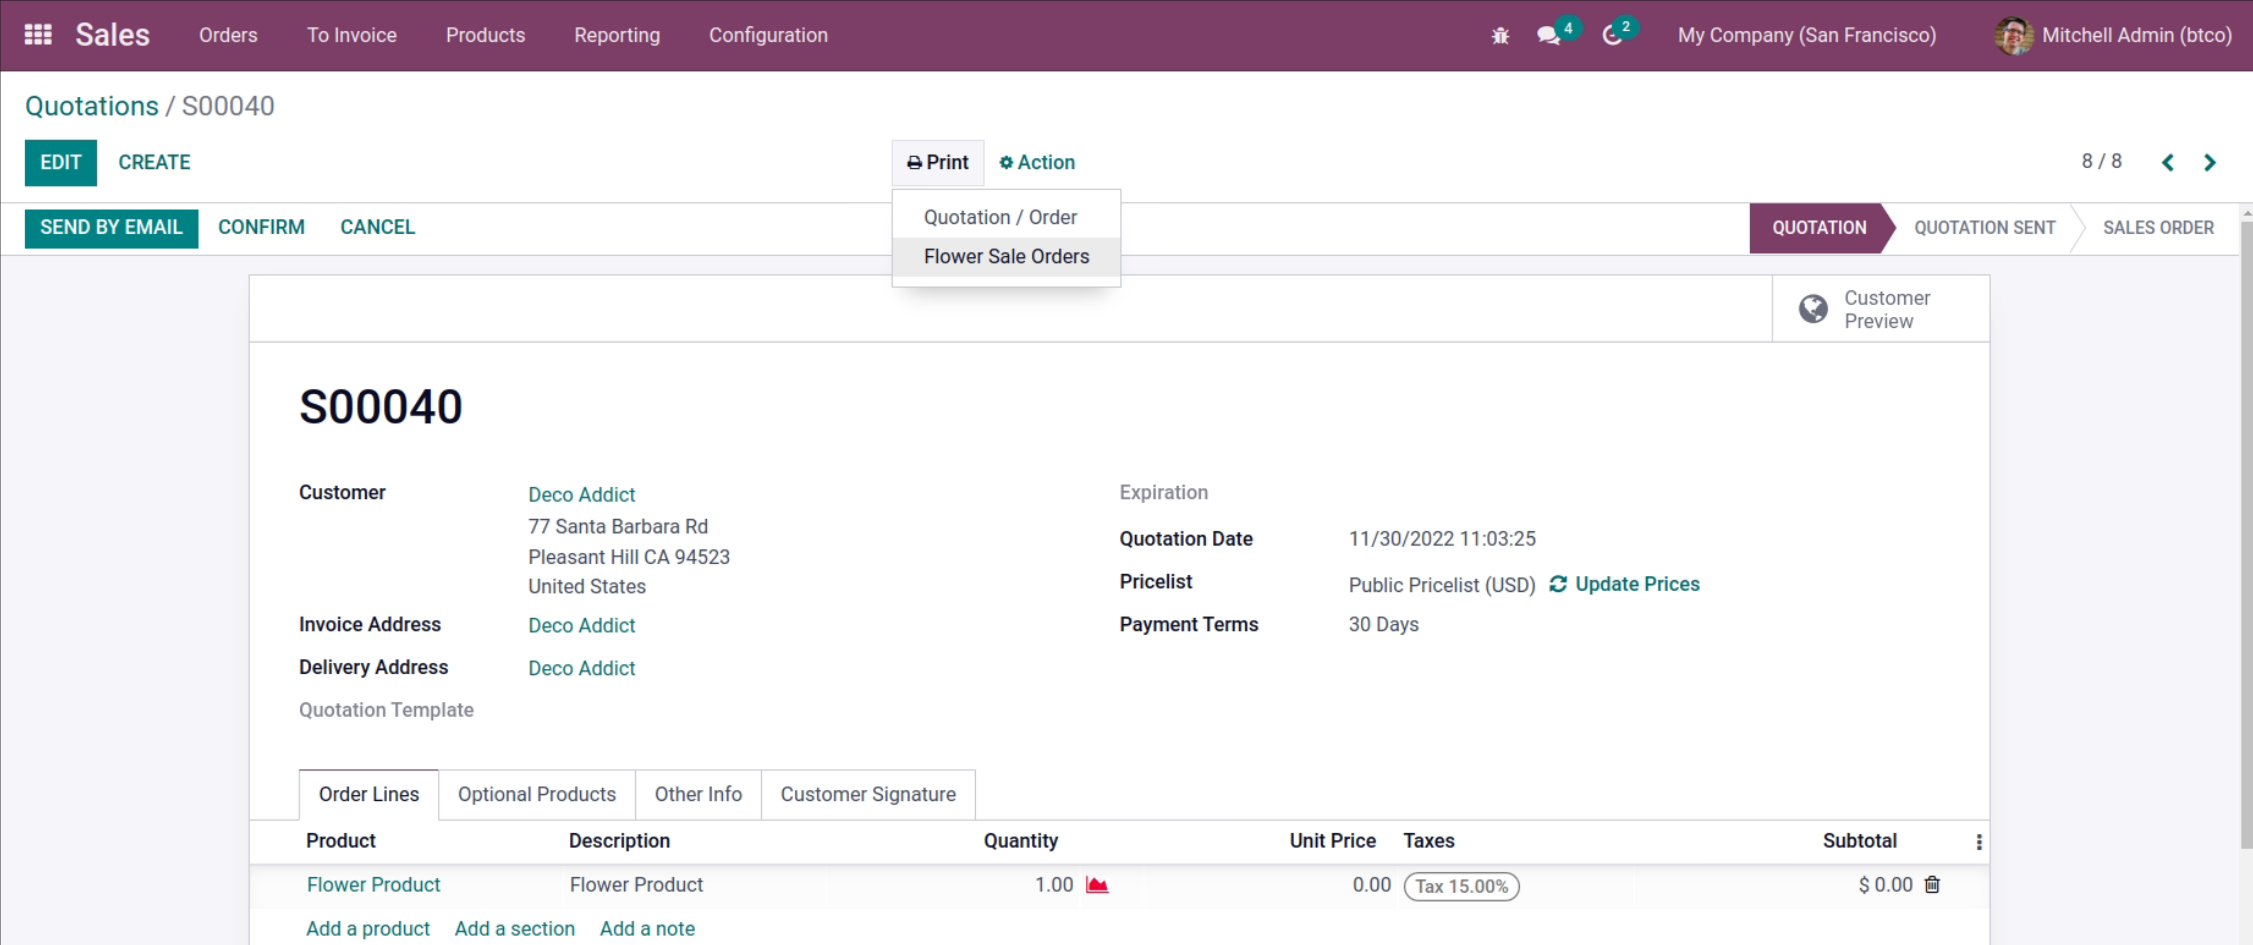 Sales Orders To Invoice Products Reporting Configuration 4 2 My Company (San Francisco) Mitchell Admin (btco)
Quotations / S00040
EDIT CREATE Print Action 8 / 8
Quotation / Order
Flower Sale Orders
SEND BY EMAIL CONFIRM CANCEL QUOTATION QUOTATION SENT SALES ORDER
Customer
Preview
S00040
Customer Deco Addict
77 Santa Barbara Rd
Pleasant Hill CA 94523
United States
Invoice Address Deco Addict
Delivery Address Deco Addict
Quotation Template
Expiration
Quotation Date 11/30/2022 11:03:25
Pricelist Public Pricelist (USD) Update Prices
Payment Terms 30 Days
Order Lines Optional Products Other Info Customer Signature
Product Description Quantity Unit Price Taxes Subtotal
Flower Product Flower Product 1.00 0.00 Tax 15.00% $ 0.00
Add a product Add a section Add a note